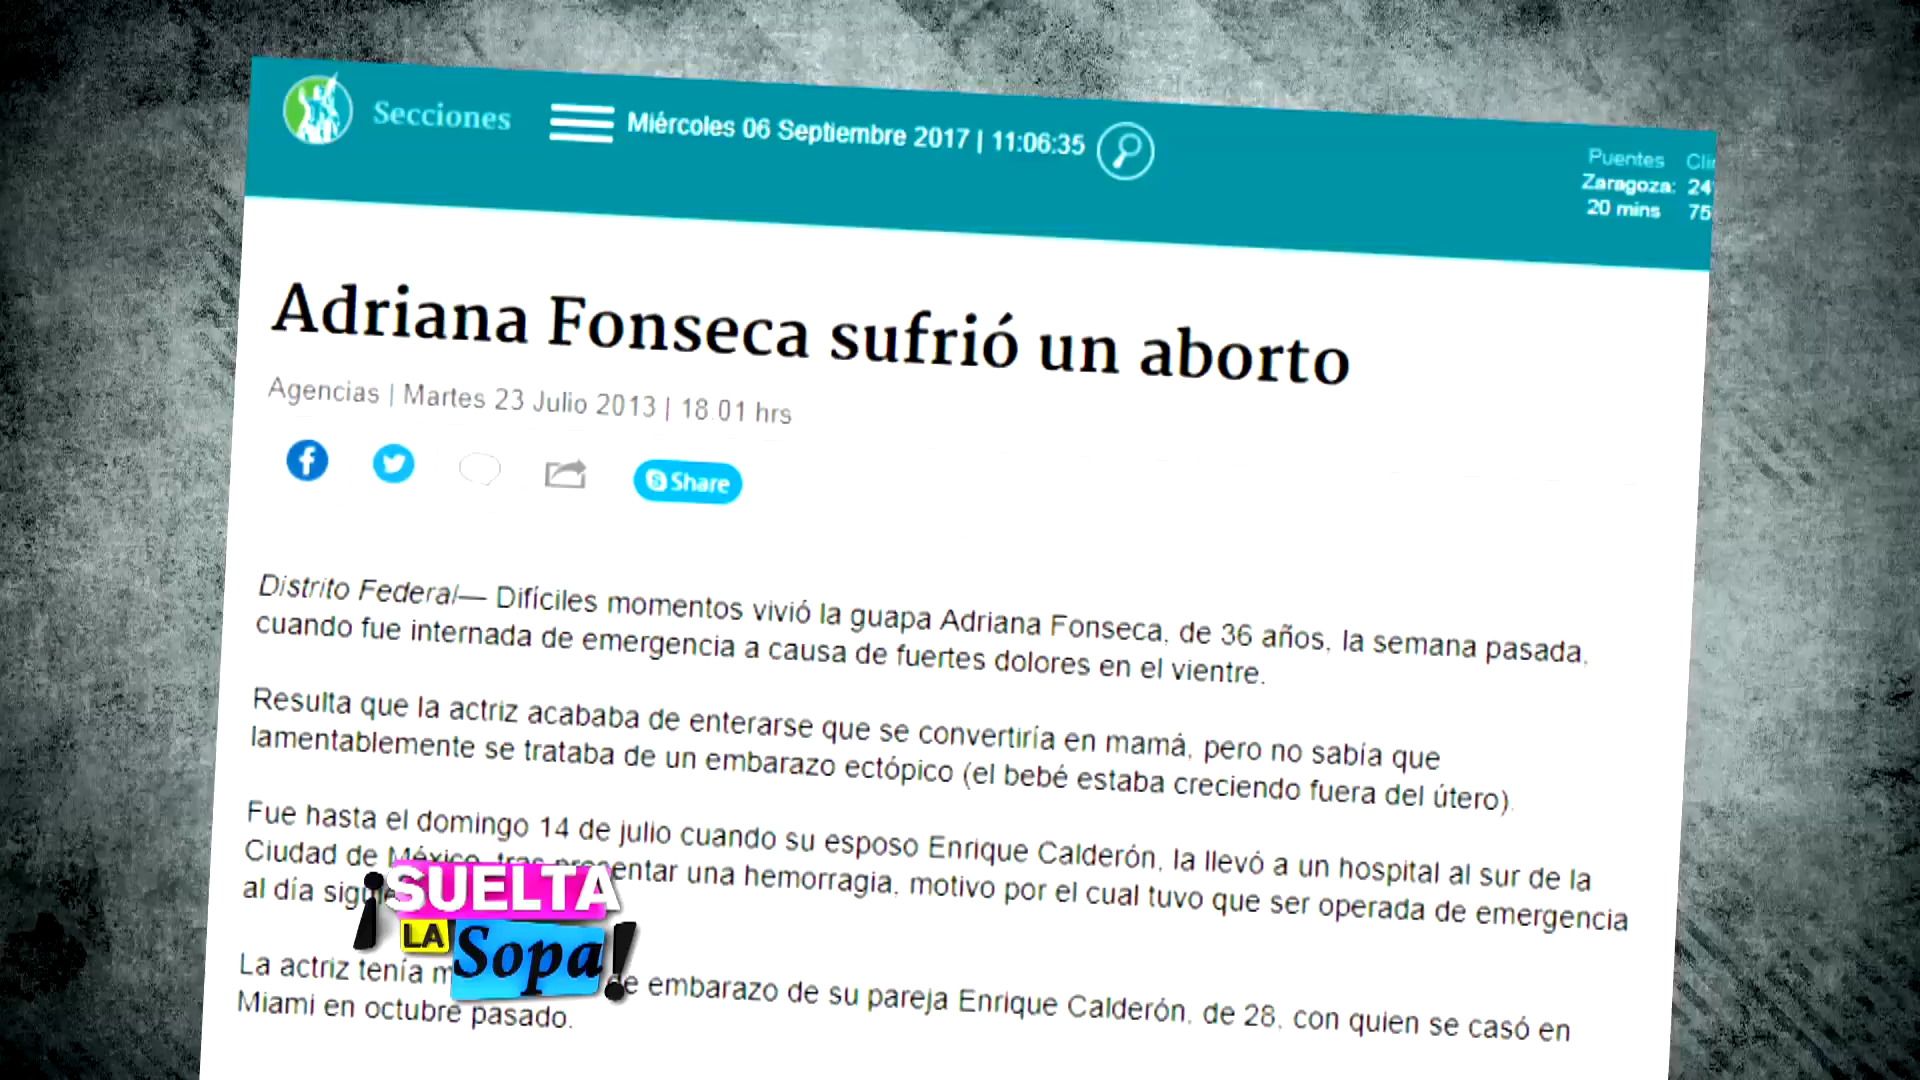 Secciones
Miércoles 06 Septiembre 2017 | 11:06:35
Puentes
Zaragoza:
20 mins
Adriana Fonseca sufrió un aborto
Agencias | Martes 23 Julio 2013 | 18:01 hrs
Share
Distrito Federal— Difíciles momentos vivió la guapa Adriana Fonseca, de 36 años, la semana pasada,
cuando fue internada de emergencia a causa de fuertes dolores en el vientre.
Resulta que la actriz acababa de enterarse que se convertiría en mamá, pero no sabía que
lamentablemente se trataba de un embarazo ectópico (el bebé estaba creciendo fuera del útero).
Fue hasta el domingo 14 de julio cuando su esposo Enrique Calderón, la llevó a un hospital al sur de la
Ciudad de México, tras presentar una hemorragia, motivo por el cual tuvo que ser operada de emergencia
al día
La actriz tenía de embarazo de su pareja Enrique Calderón, de 28, con quien se casó en
Miami en octubre pasado.
¡SUELTA
LA Sopa!